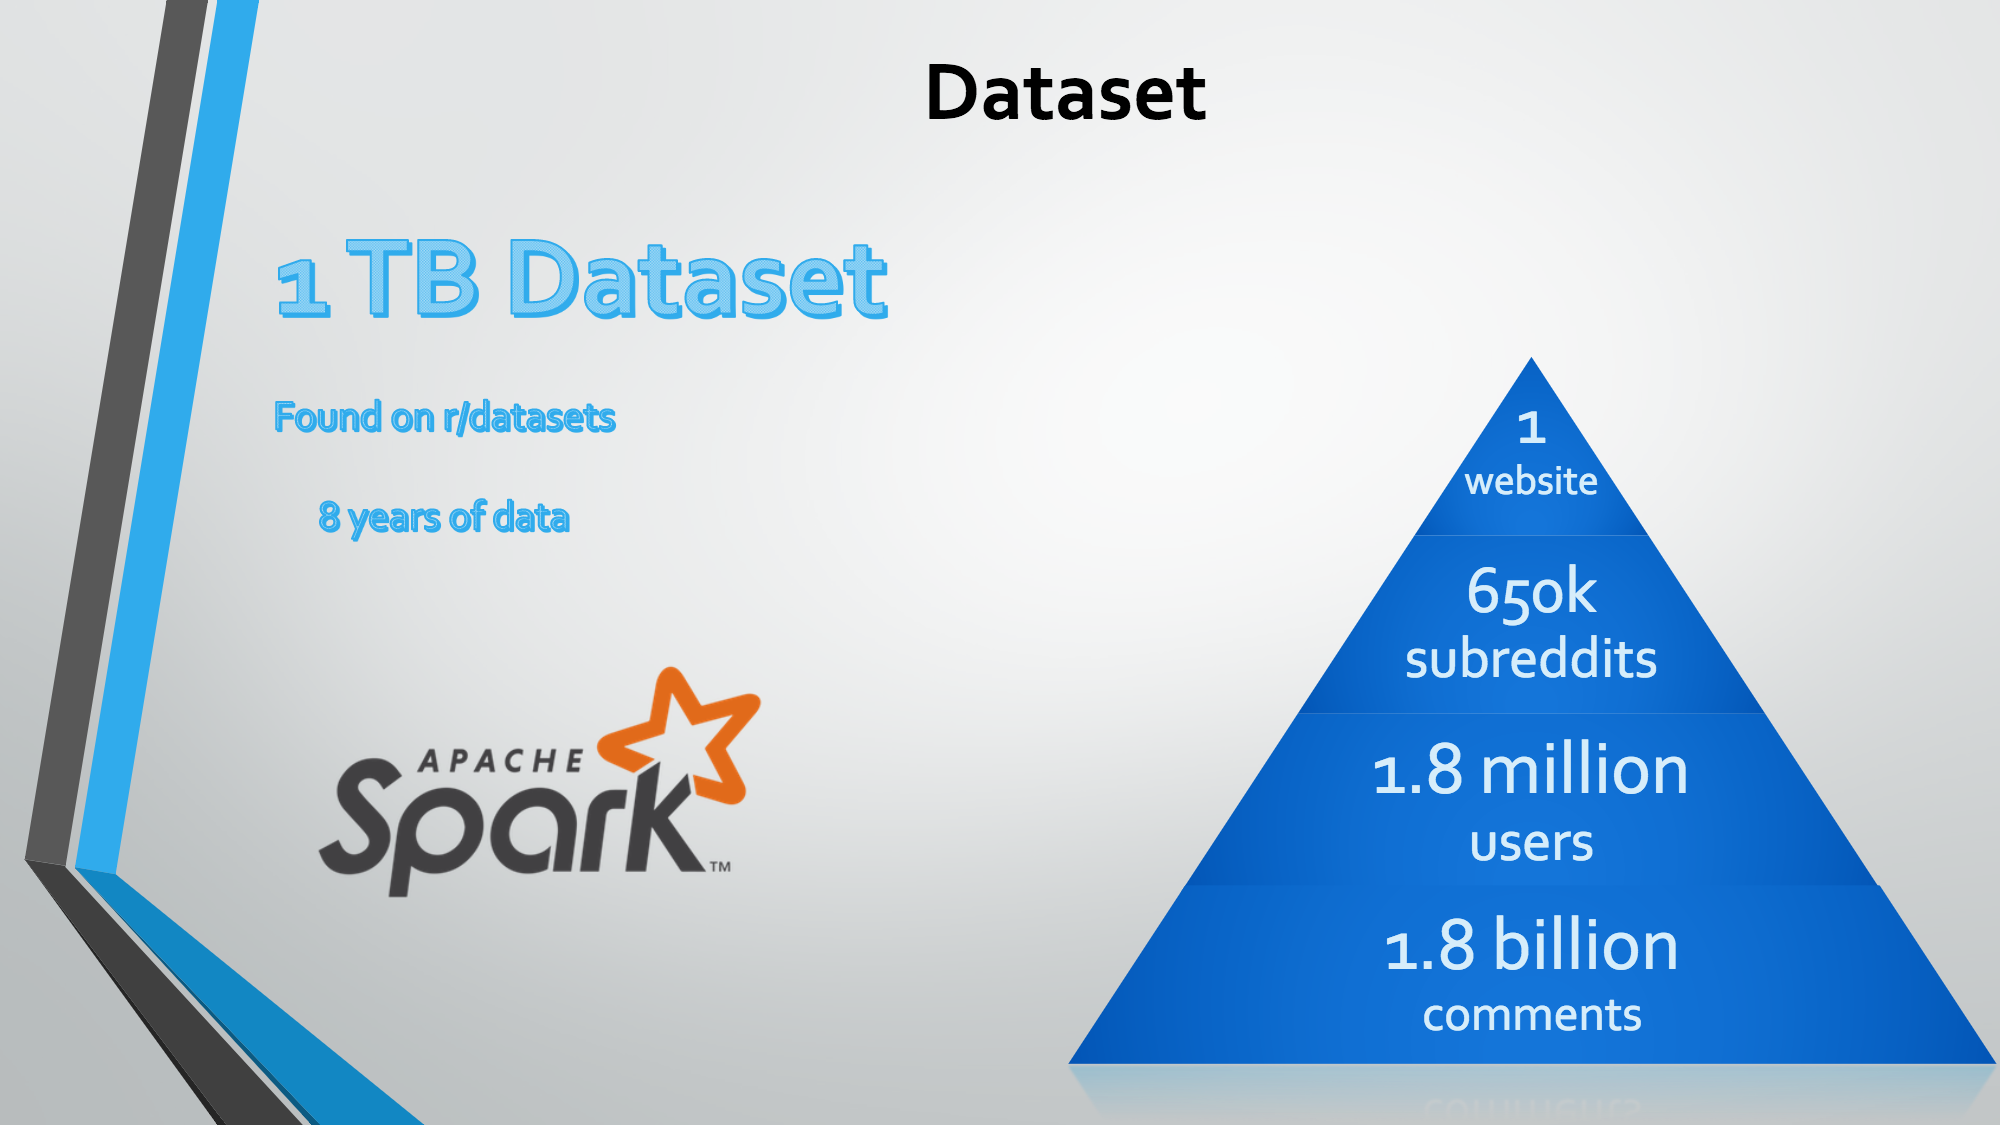 Dataset
1 TB Dataset
Found on r/datasets
8 years of data
APACHE
Spark™
1
website
650k
subreddits
1.8 million
users
1.8 billion
comments